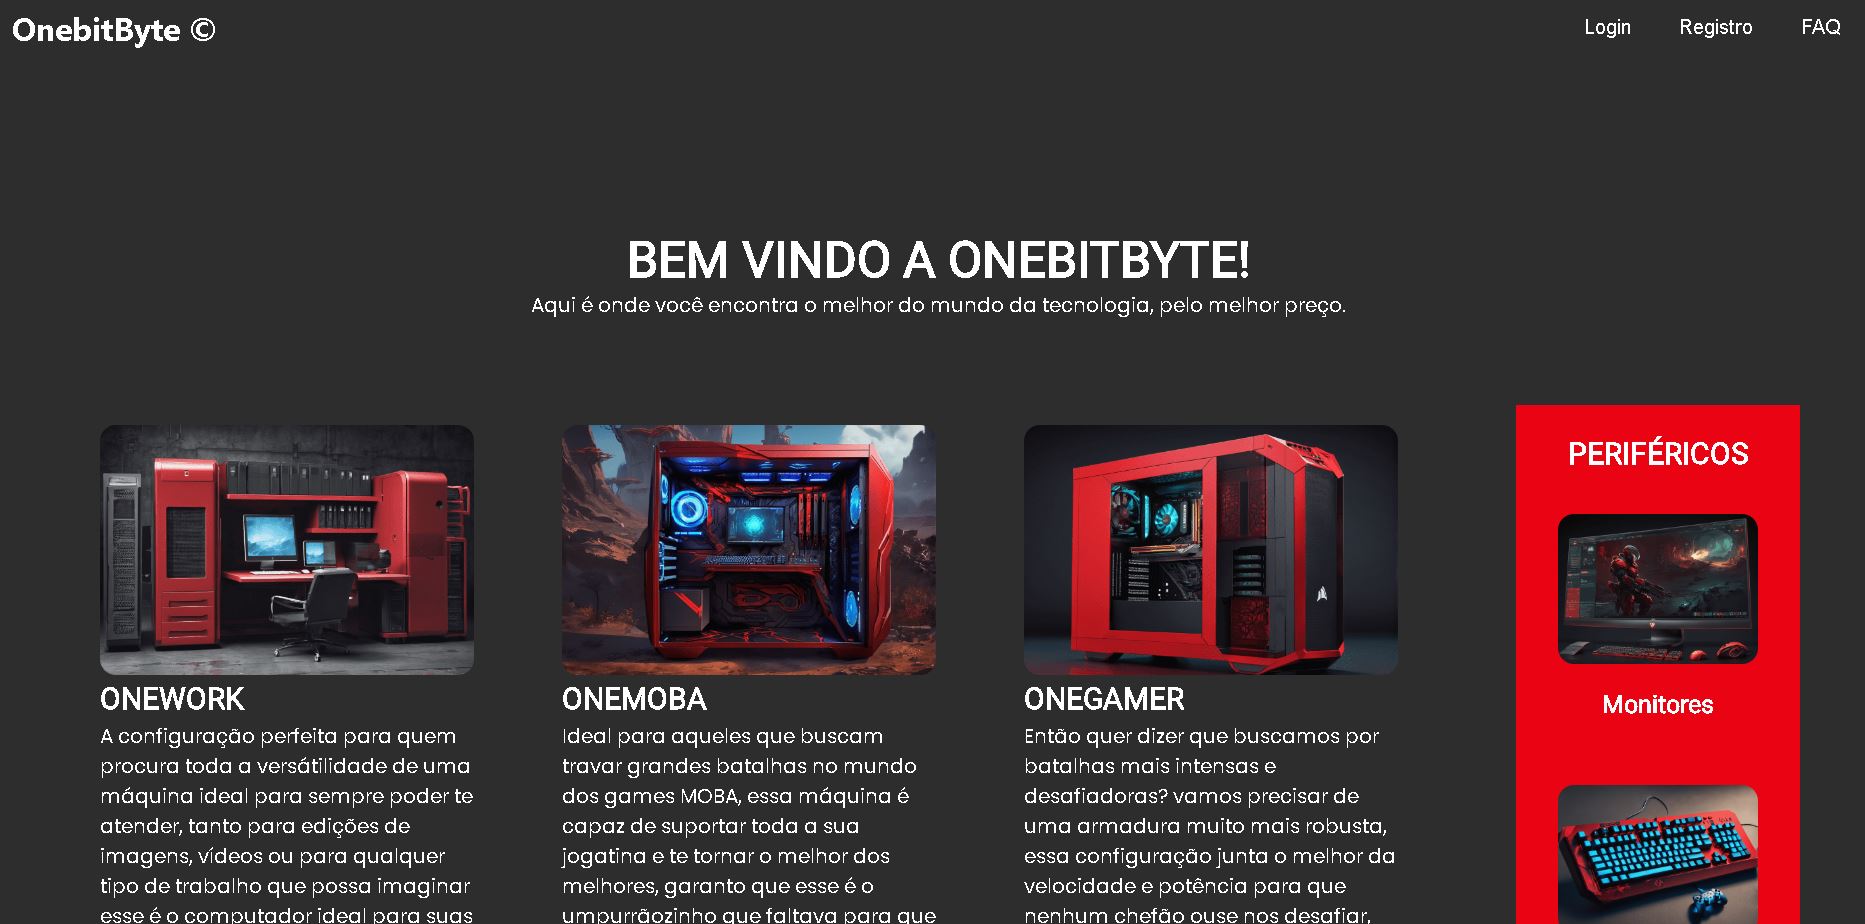 OnebitByte ©
Login
Registro
FAQ
BEM VINDO A ONEBITBYTE!
Aqui é onde você encontra o melhor do mundo da tecnologia, pelo melhor preço.
ONEWORK
A configuração perfeita para quem
procura toda a versátilidade de uma
máquina ideal para sempre poder te
atender, tanto para edições de
imagens, vídeos ou para qualquer
tipo de trabalho que possa imaginar
esse é o computador ideal para suas
ONEMOBA
Ideal para aqueles que buscam
travar grandes batalhas no mundo
dos games MOBA, essa máquina é
capaz de suportar toda a sua
jogatina e te tornar o melhor dos
melhores, garanto que esse é o
umpurrãozinho que faltava para que
ONEGAMER
Então quer dizer que buscamos por
batalhas mais intensas e
desafiadoras? vamos precisar de
uma armadura muito mais robusta,
essa configuração junta o melhor da
velocidade e potência para que
nenhum chefão ouse nos desafiar,
PERIFÉRICOS
Monitores